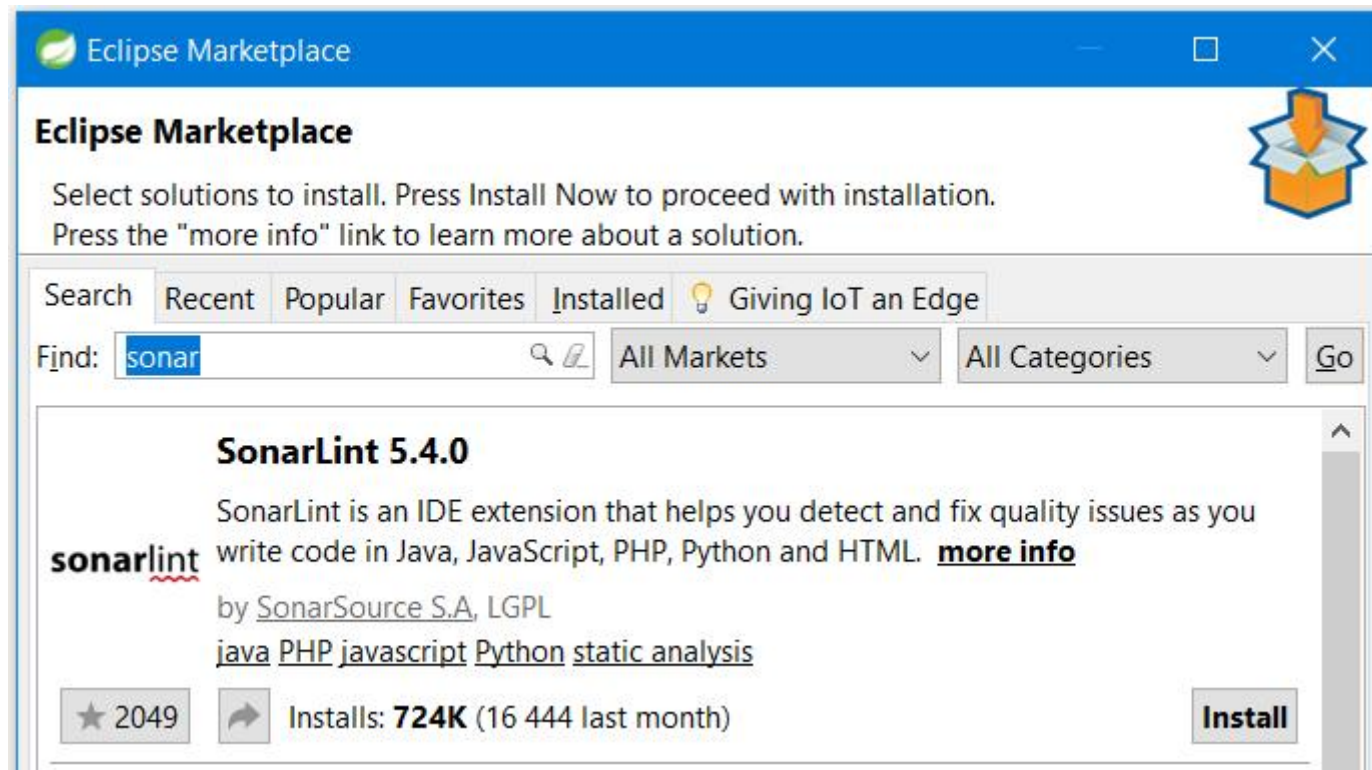 Eclipse Marketplace
Eclipse Marketplace
Select solutions to install. Press Install Now to proceed with installation.
Press the "more info" link to learn more about a solution.
Search Recent Popular Favorites Installed Giving IoT an Edge
Find: sonar All Markets All Categories Go
SonarLint 5.4.0
SonarLint is an IDE extension that helps you detect and fix quality issues as you
sonarlint write code in Java, JavaScript, PHP, Python and HTML. more info
by SonarSource S.A, LGPL
java PHP javascript Python static analysis
2049 Installs: 724K (16 444 last month) Install